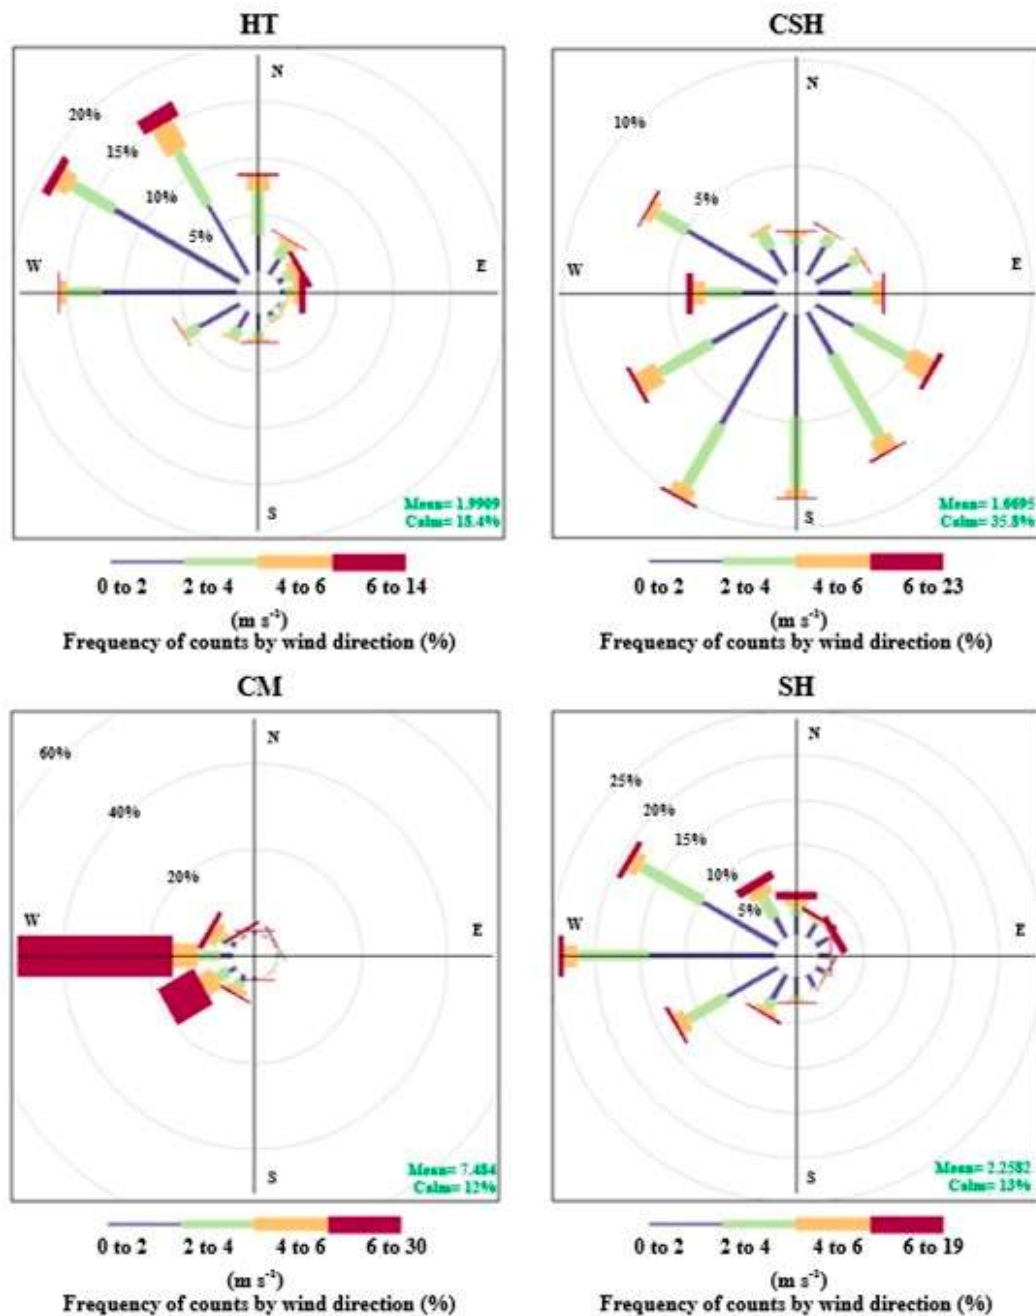 HT
N
20%
15%
10%
5%
W
E
S
Mean= 1.9909
Calm= 18.4%
0 to 2 2 to 4 4 to 6 6 to 14
(m s⁻¹)
Frequency of counts by wind direction (%)
CSH
N
10%
5%
W
E
S
Mean= 1.6695
Calm= 35.8%
0 to 2 2 to 4 4 to 6 6 to 23
(m s⁻¹)
Frequency of counts by wind direction (%)
CM
N
60%
40%
20%
W
E
S
Mean= 7.484
Calm= 12%
0 to 2 2 to 4 4 to 6 6 to 30
(m s⁻¹)
Frequency of counts by wind direction (%)
SH
N
25%
20%
15%
10%
5%
W
E
S
Mean= 2.2582
Calm= 13%
0 to 2 2 to 4 4 to 6 6 to 19
(m s⁻¹)
Frequency of counts by wind direction (%)